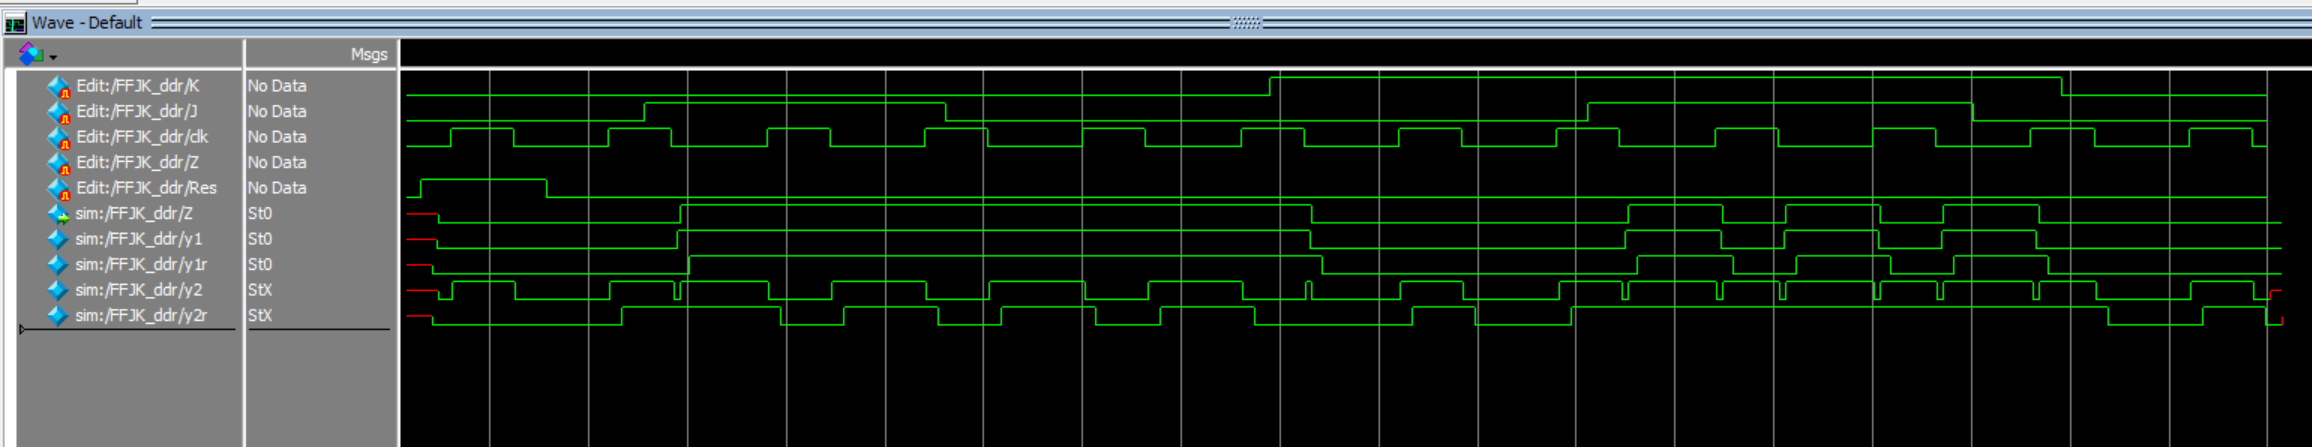 Wave - Default
Msgs
Edit:/FFJK_ddr/K No Data
Edit:/FFJK_ddr/J No Data
Edit:/FFJK_ddr/clk No Data
Edit:/FFJK_ddr/Z No Data
Edit:/FFJK_ddr/Res No Data
sim:/FFJK_ddr/Z St0
sim:/FFJK_ddr/y1 St0
sim:/FFJK_ddr/y1r St0
sim:/FFJK_ddr/y2 StX
sim:/FFJK_ddr/y2r StX